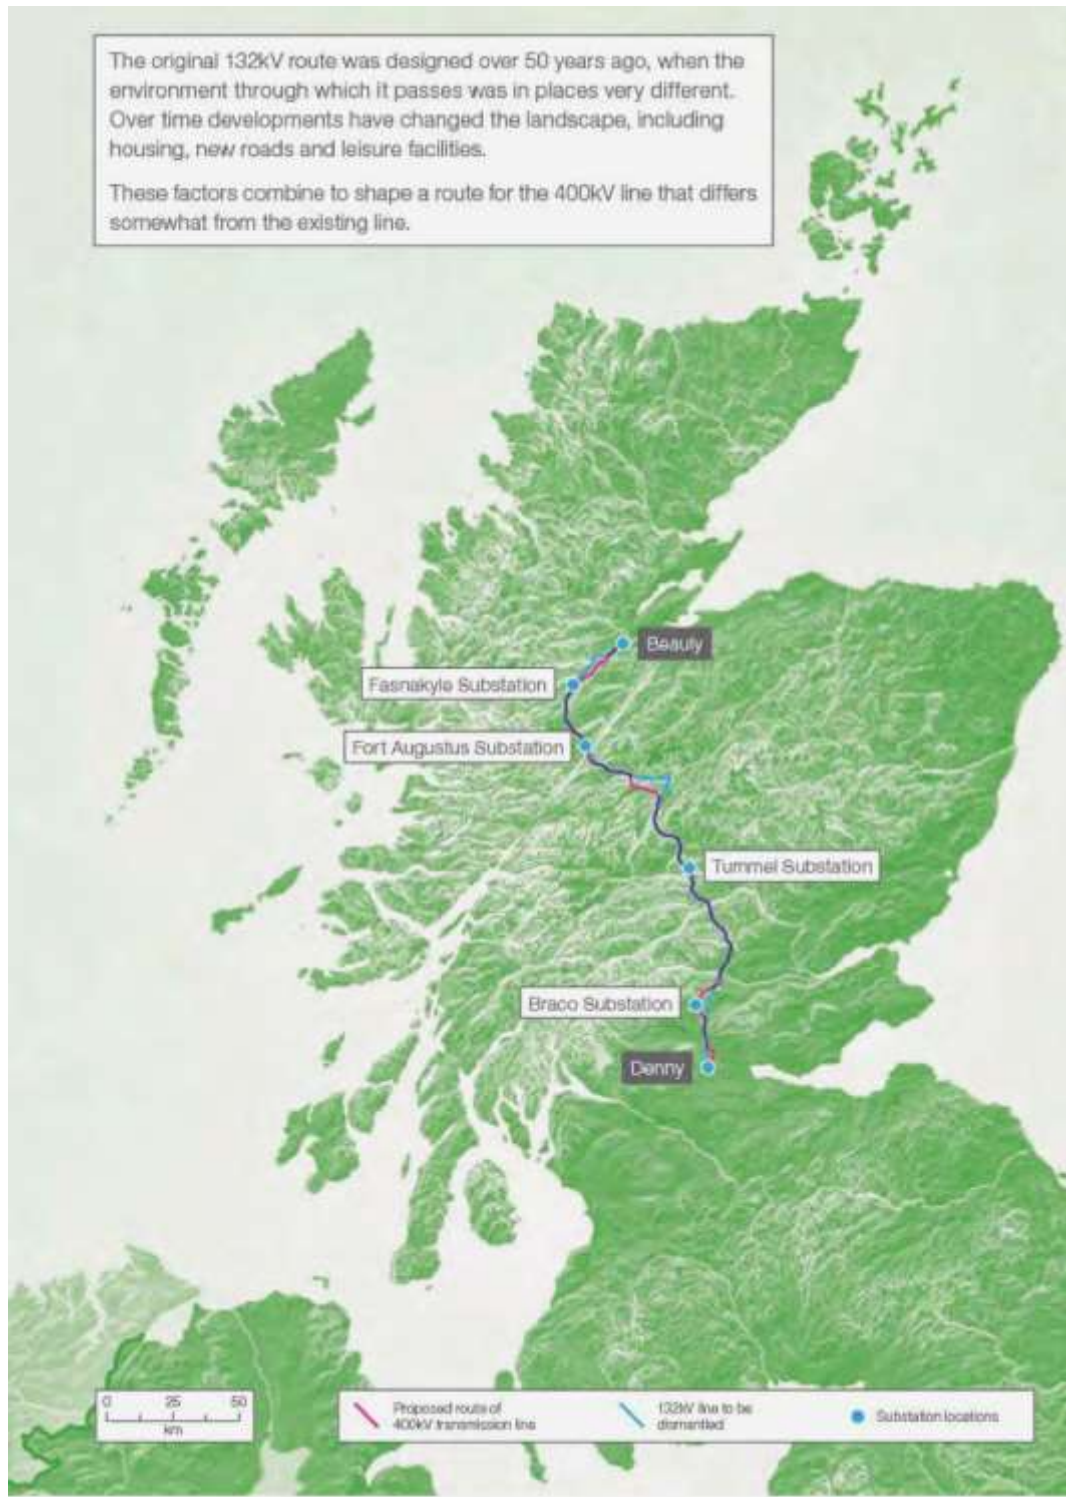 The original 132kV route was designed over 50 years ago, when the
environment through which it passes was in places very different.
Over time developments have changed the landscape, including
housing, new roads and leisure facilities.
These factors combine to shape a route for the 400kV line that differs
somewhat from the existing line.
Beauly
Fasnakyle Substation
Fort Augustus Substation
Tummel Substation
Braco Substation
Denny
0 25 50
km
Proposed route of
400kV transmission line
132kV line to be
dismantled
Substation locations